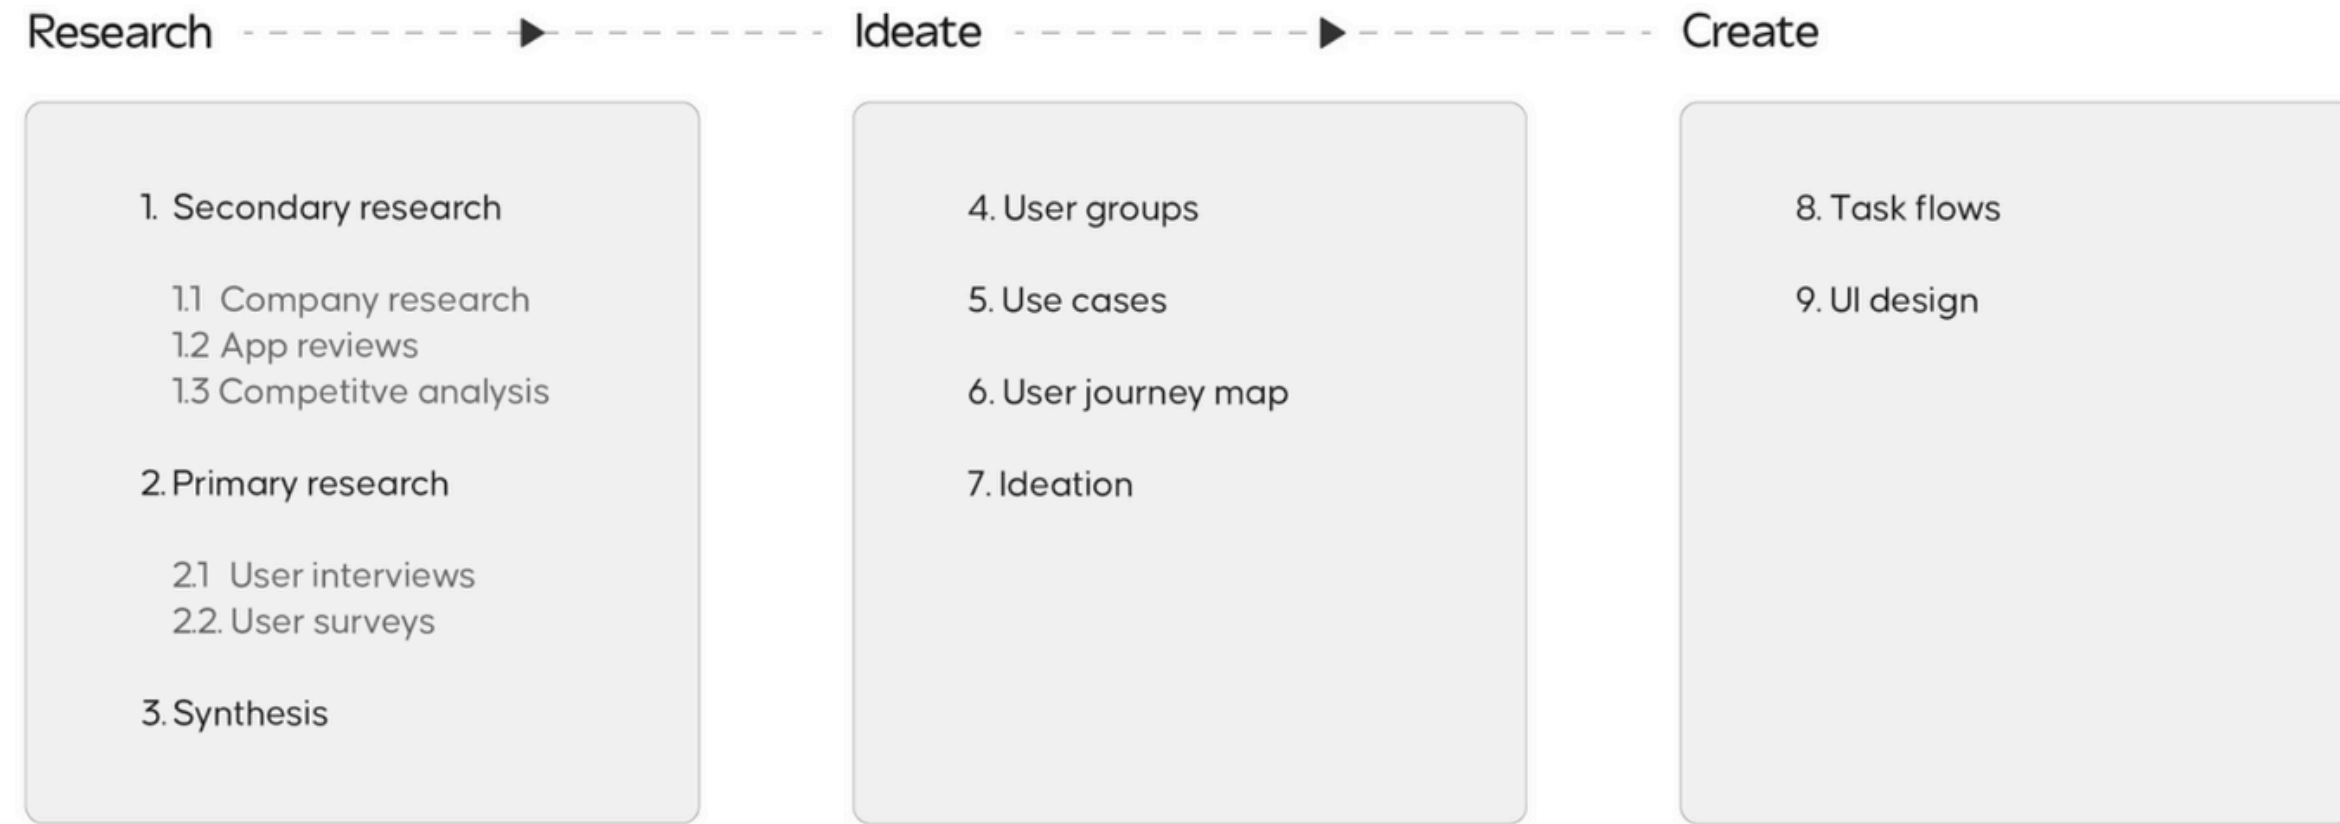 Research
1. Secondary research
1.1 Company research
1.2 App reviews
1.3 Competitve analysis
2. Primary research
2.1 User interviews
2.2. User surveys
3. Synthesis
Ideate
4. User groups
5. Use cases
6. User journey map
7. Ideation
Create
8. Task flows
9. UI design